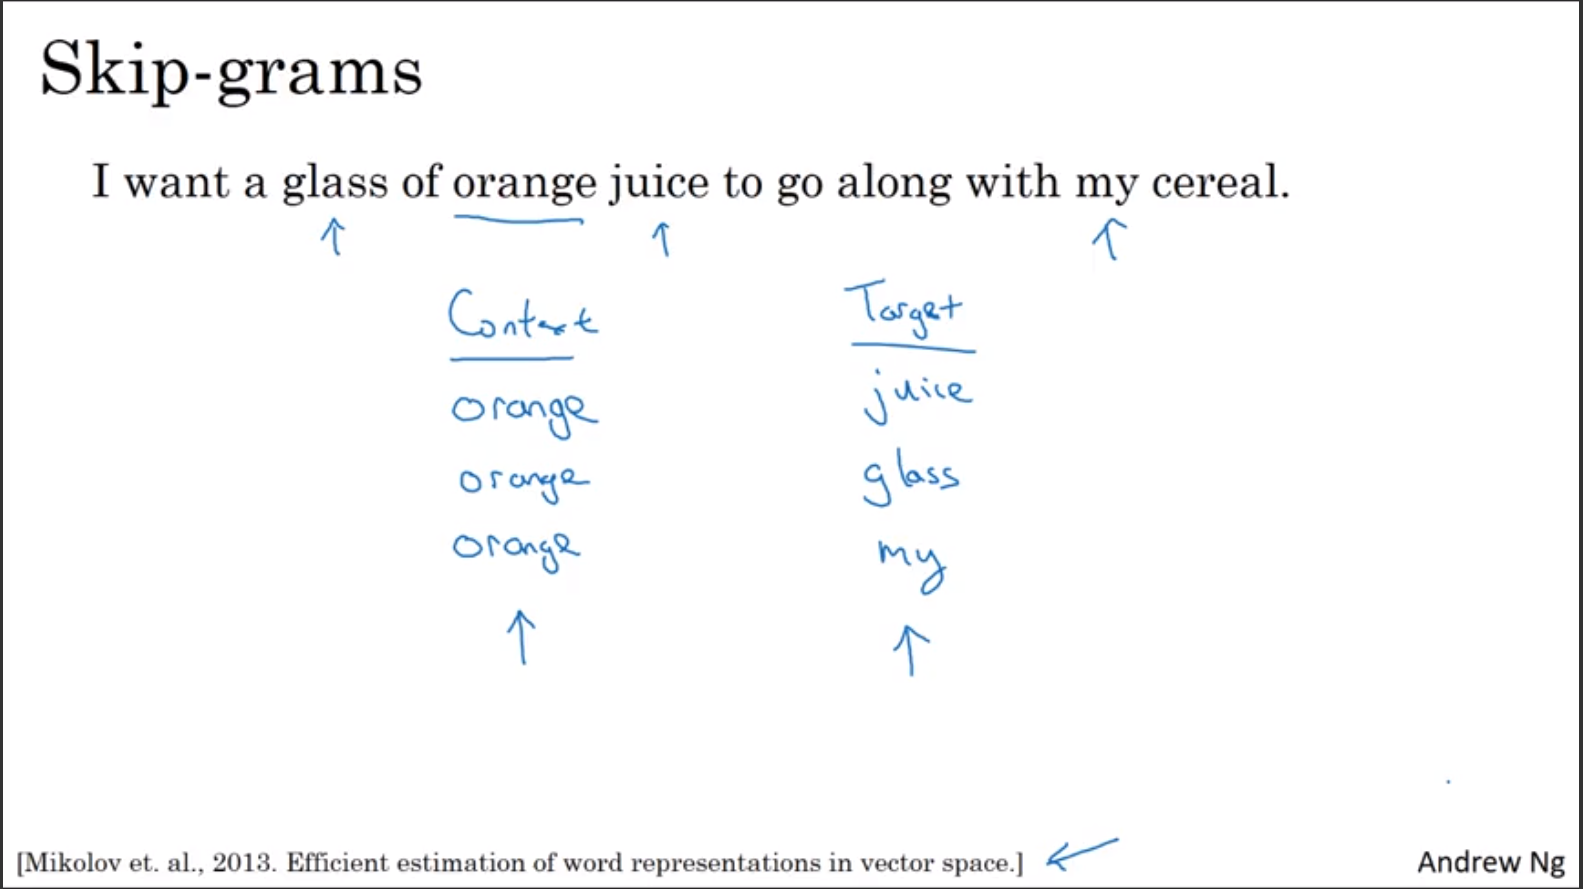 Skip-grams
I want a glass of orange juice to go along with my cereal.
Context Target
orange juice
orange glass
orange my
[Mikolov et. al., 2013. Efficient estimation of word representations in vector space.]
Andrew Ng